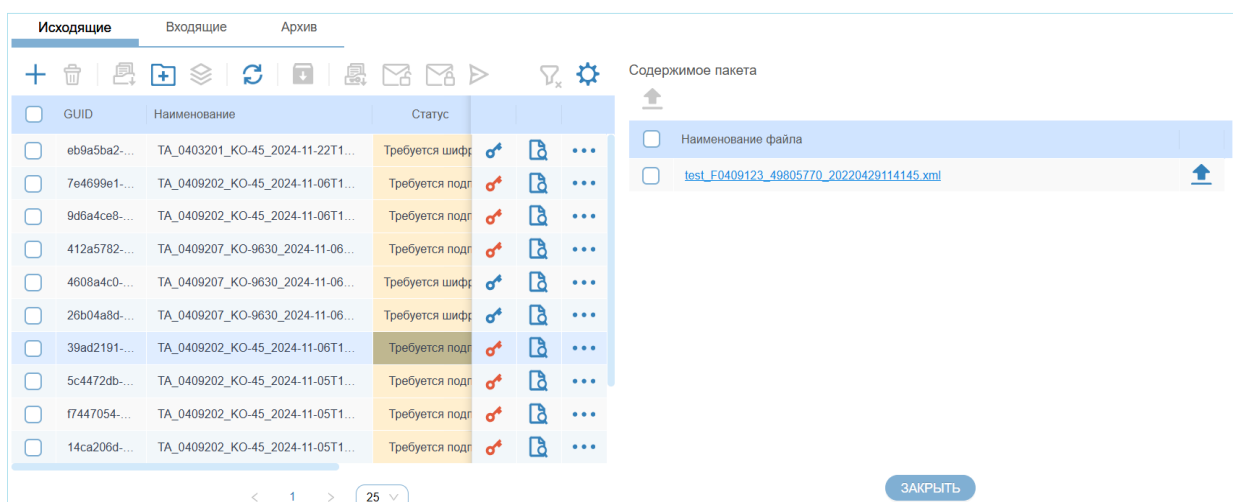 Исходящие Входящие Архив
Содержимое пакета
GUID Наименование Статус
Наименование файла
eb9a5ba2-... TA_0403201_KO-45_2024-11-22T1... Требуется шифр
7e4699e1-... TA_0409202_KO-45_2024-11-06T1... Требуется подп
test_F0409123_49805770_20220429114145.xml
9d6a4ce8-... TA_0409202_KO-45_2024-11-06T1... Требуется подп
412a5782-... TA_0409207_KO-9630_2024-11-06... Требуется подп
4608a4c0-... TA_0409207_KO-9630_2024-11-06... Требуется шифр
26b04a8d-... TA_0409207_KO-9630_2024-11-06... Требуется шифр
39ad2191-... TA_0409202_KO-45_2024-11-06T1... Требуется подп
5c4472db-... TA_0409202_KO-45_2024-11-05T1... Требуется подп
f7447054-... TA_0409202_KO-45_2024-11-05T1... Требуется подп
14ca206d-... TA_0409202_KO-45_2024-11-05T1... Требуется подп
< 1 > 25
ЗАКРЫТЬ